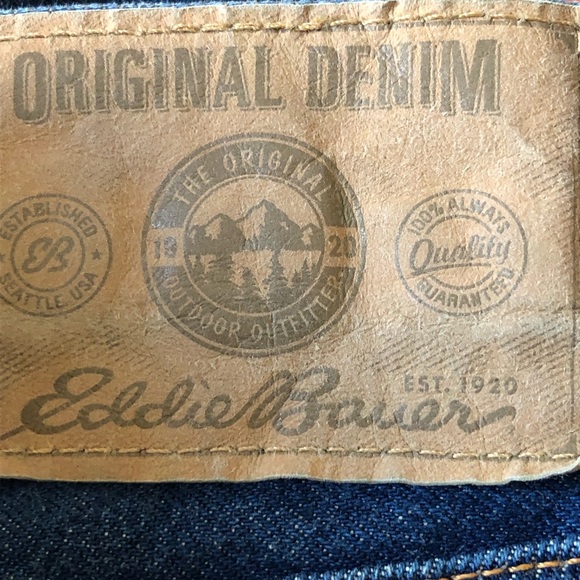 ORIGINAL DENIM
THE ORIGINAL
19 20
OUTDOOR OUTFITTER
ESTABLISHED
EB
SEATTLE, USA
100% ALWAYS
Quality
GUARANTEED
EST. 1920
Eddie Bauer